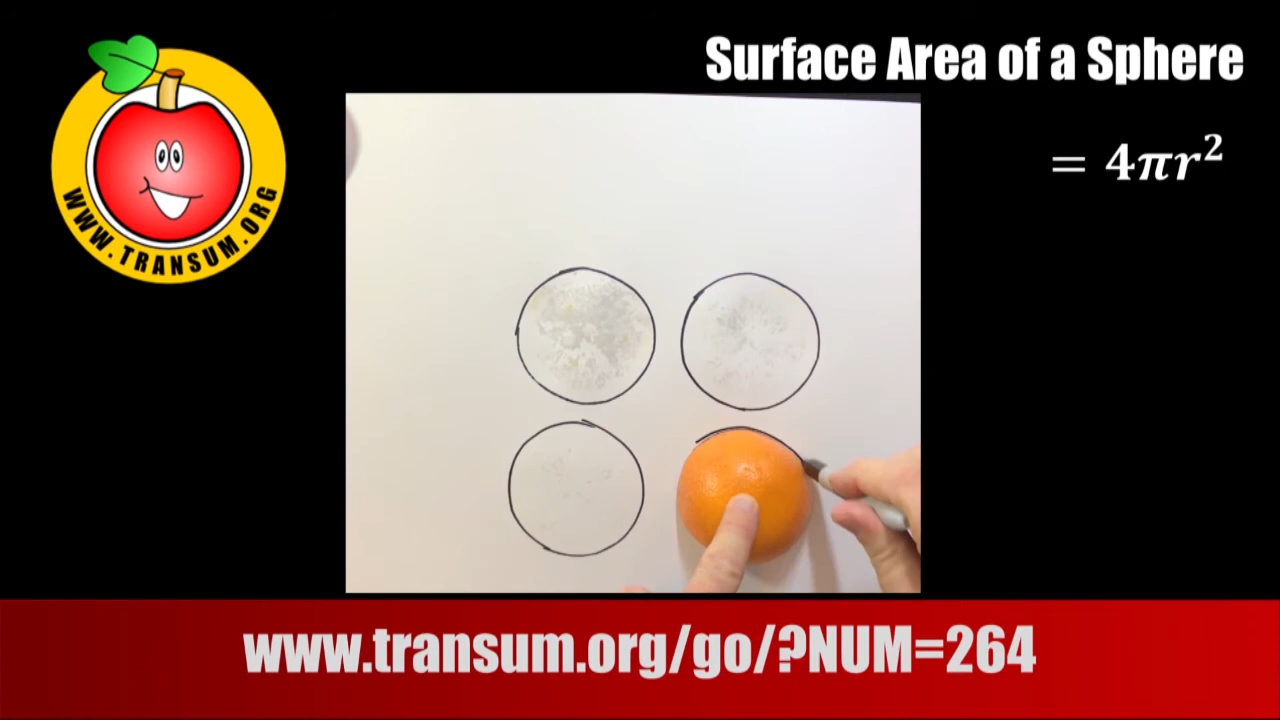 Surface Area of a Sphere
= 4πr²
WWW.TRANSUM.ORG
www.transum.org/go/?NUM=264